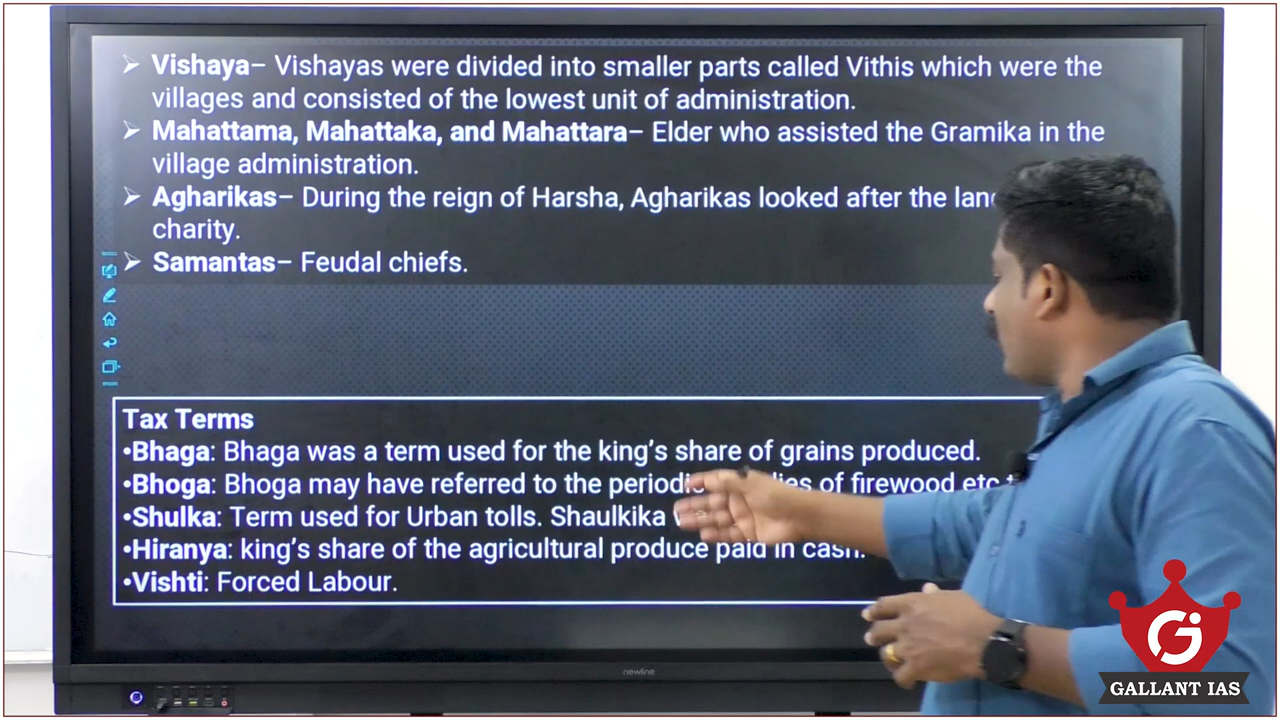 ➢ Vishaya– Vishayas were divided into smaller parts called Vithis which were the
villages and consisted of the lowest unit of administration.
➢ Mahattama, Mahattaka, and Mahattara– Elder who assisted the Gramika in the
village administration.
➢ Agharikas– During the reign of Harsha, Agharikas looked after the
charity.
➢ Samantas– Feudal chiefs.
Tax Terms
•Bhaga: Bhaga was a term used for the king’s share of grains produced.
•Bhoga: Bhoga may have referred to the of firewood etc
•Shulka: Term used for Urban tolls. Shaulkika
•Hiranya: king’s share of the agricultural produce paid in cash.
•Vishti: Forced Labour.
newline
GALLANT IAS